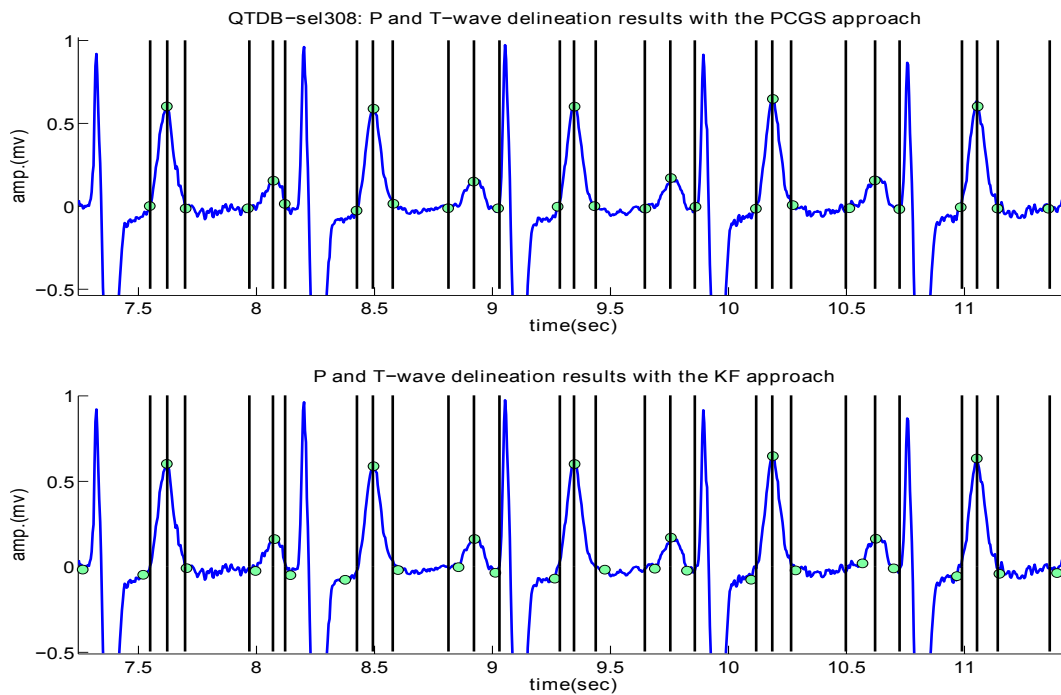 QTDB−sel308: P and T−wave delineation results with the PCGS approach
1
0.5
0
−0.5
amp.(mv)
7.5 8 8.5 9 9.5 10 10.5 11
time(sec)
P and T−wave delineation results with the KF approach
1
0.5
0
−0.5
amp.(mv)
7.5 8 8.5 9 9.5 10 10.5 11
time(sec)